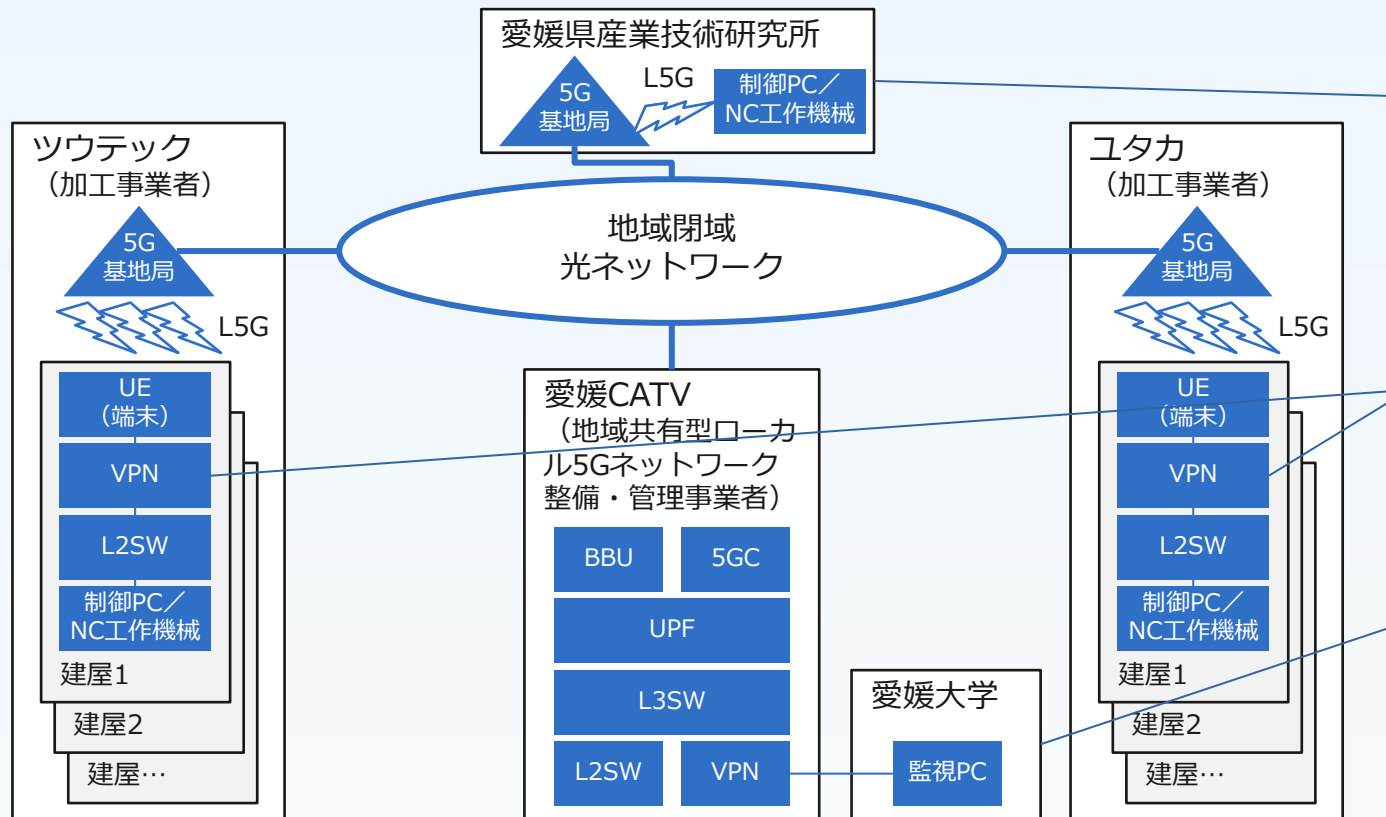 愛媛県産業技術研究所
5G
基地局
L5G
制御PC／
NC工作機械
ツウテック
（加工事業者）
5G
基地局
L5G
UE
（端末）
VPN
L2SW
制御PC／
NC工作機械
建屋1
建屋2
建屋…
地域閉域
光ネットワーク
愛媛CATV
（地域共有型ローカ
ル5Gネットワーク
整備・管理事業者）
BBU
5GC
UPF
L3SW
L2SW
VPN
愛媛大学
監視PC
ユタカ
（加工事業者）
5G
基地局
L5G
UE
（端末）
VPN
L2SW
制御PC／
NC工作機械
建屋1
建屋2
建屋…